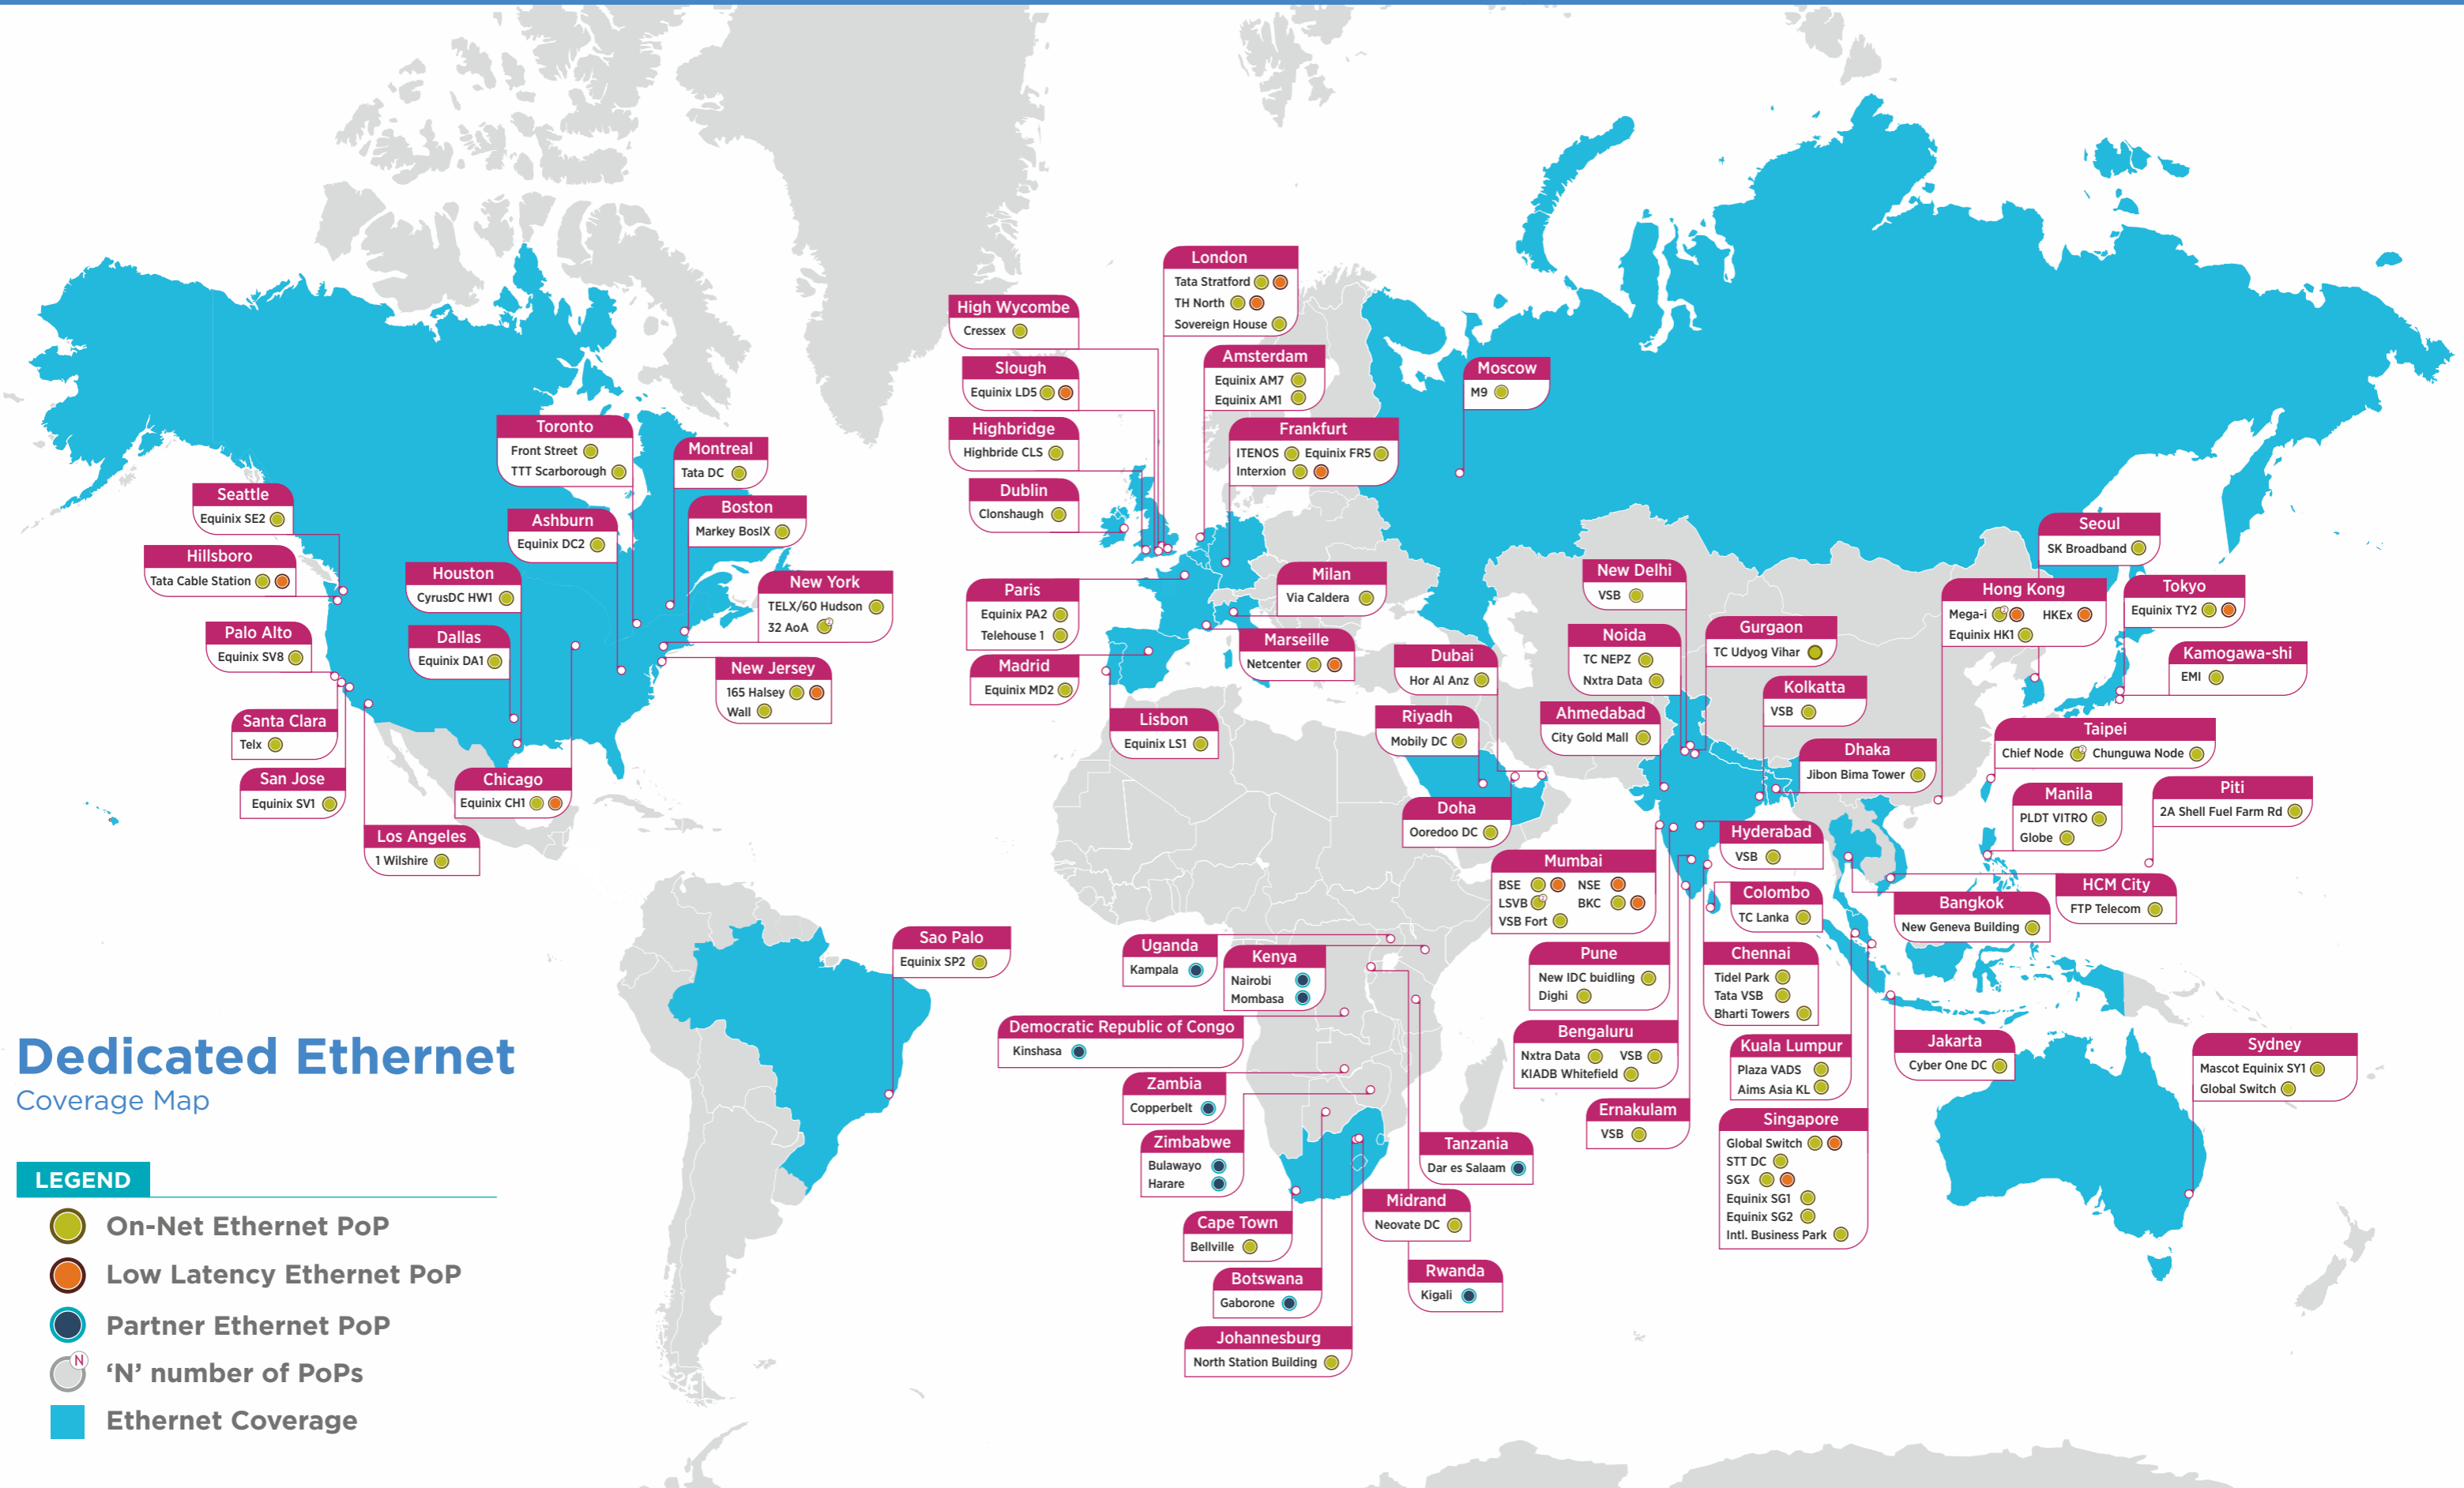 London
Tata Stratford
TH North
Sovereign House
High Wycombe
Cressex
Slough
Equinix LD5
Highbridge
Highbride CLS
Dublin
Clonshaugh
Amsterdam
Equinix AM7
Equinix AM1
Frankfurt
ITENOS Equinix FR5
Interxion
Moscow
M9
Toronto
Front Street
TTT Scarborough
Montreal
Tata DC
Boston
Markey BosIX
Ashburn
Equinix DC2
Seattle
Equinix SE2
Hillsboro
Tata Cable Station
Houston
CyrusDC HW1
New York
TELX/60 Hudson
32 AoA
2
Palo Alto
Equinix SV8
Dallas
Equinix DA1
New Jersey
165 Halsey
Wall
Santa Clara
Telx
San Jose
Equinix SV1
Chicago
Equinix CH1
Los Angeles
1 Wilshire
Paris
Equinix PA2
Telehouse 1
Madrid
Equinix MD2
Milan
Via Caldera
Marseille
Netcenter
Lisbon
Equinix LS1
Dubai
Hor Al Anz
Riyadh
Mobily DC
Doha
Ooredoo DC
New Delhi
VSB
Noida
TC NEPZ
Nxtra Data
Gurgaon
TC Udyog Vihar
Kolkatta
VSB
Ahmedabad
City Gold Mall
Dhaka
Jibon Bima Tower
Seoul
SK Broadband
Hong Kong
Mega-i HKEx
Equinix HK1
Tokyo
Equinix TY2
Kamogawa-shi
EMI
Taipei
Chief Node Chunguwa Node
Manila
PLDT VITRO
Globe
Piti
2A Shell Fuel Farm Rd
Hyderabad
VSB
Mumbai
BSE NSE
LSVB BKC
VSB Fort
Colombo
TC Lanka
HCM City
FTP Telecom
Bangkok
New Geneva Building
Pune
New IDC buidling
Dighi
Chennai
Tidel Park
Tata VSB
Bharti Towers
Bengaluru
Nxtra Data VSB
KIADB Whitefield
Kuala Lumpur
Plaza VADS
Aims Asia KL
Jakarta
Cyber One DC
Sydney
Mascot Equinix SY1
Global Switch
Ernakulam
VSB
Singapore
Global Switch
STT DC
SGX
Equinix SG1
Equinix SG2
Intl. Business Park
Sao Palo
Equinix SP2
Uganda
Kampala
Kenya
Nairobi
Mombasa
Democratic Republic of Congo
Kinshasa
Zambia
Copperbelt
Zimbabwe
Bulawayo
Harare
Tanzania
Dar es Salaam
Midrand
Neovate DC
Cape Town
Bellville
Rwanda
Kigali
Botswana
Gaborone
Johannesburg
North Station Building
Dedicated Ethernet
Coverage Map
LEGEND
On-Net Ethernet PoP
Low Latency Ethernet PoP
Partner Ethernet PoP
N
‘N’ number of PoPs
Ethernet Coverage